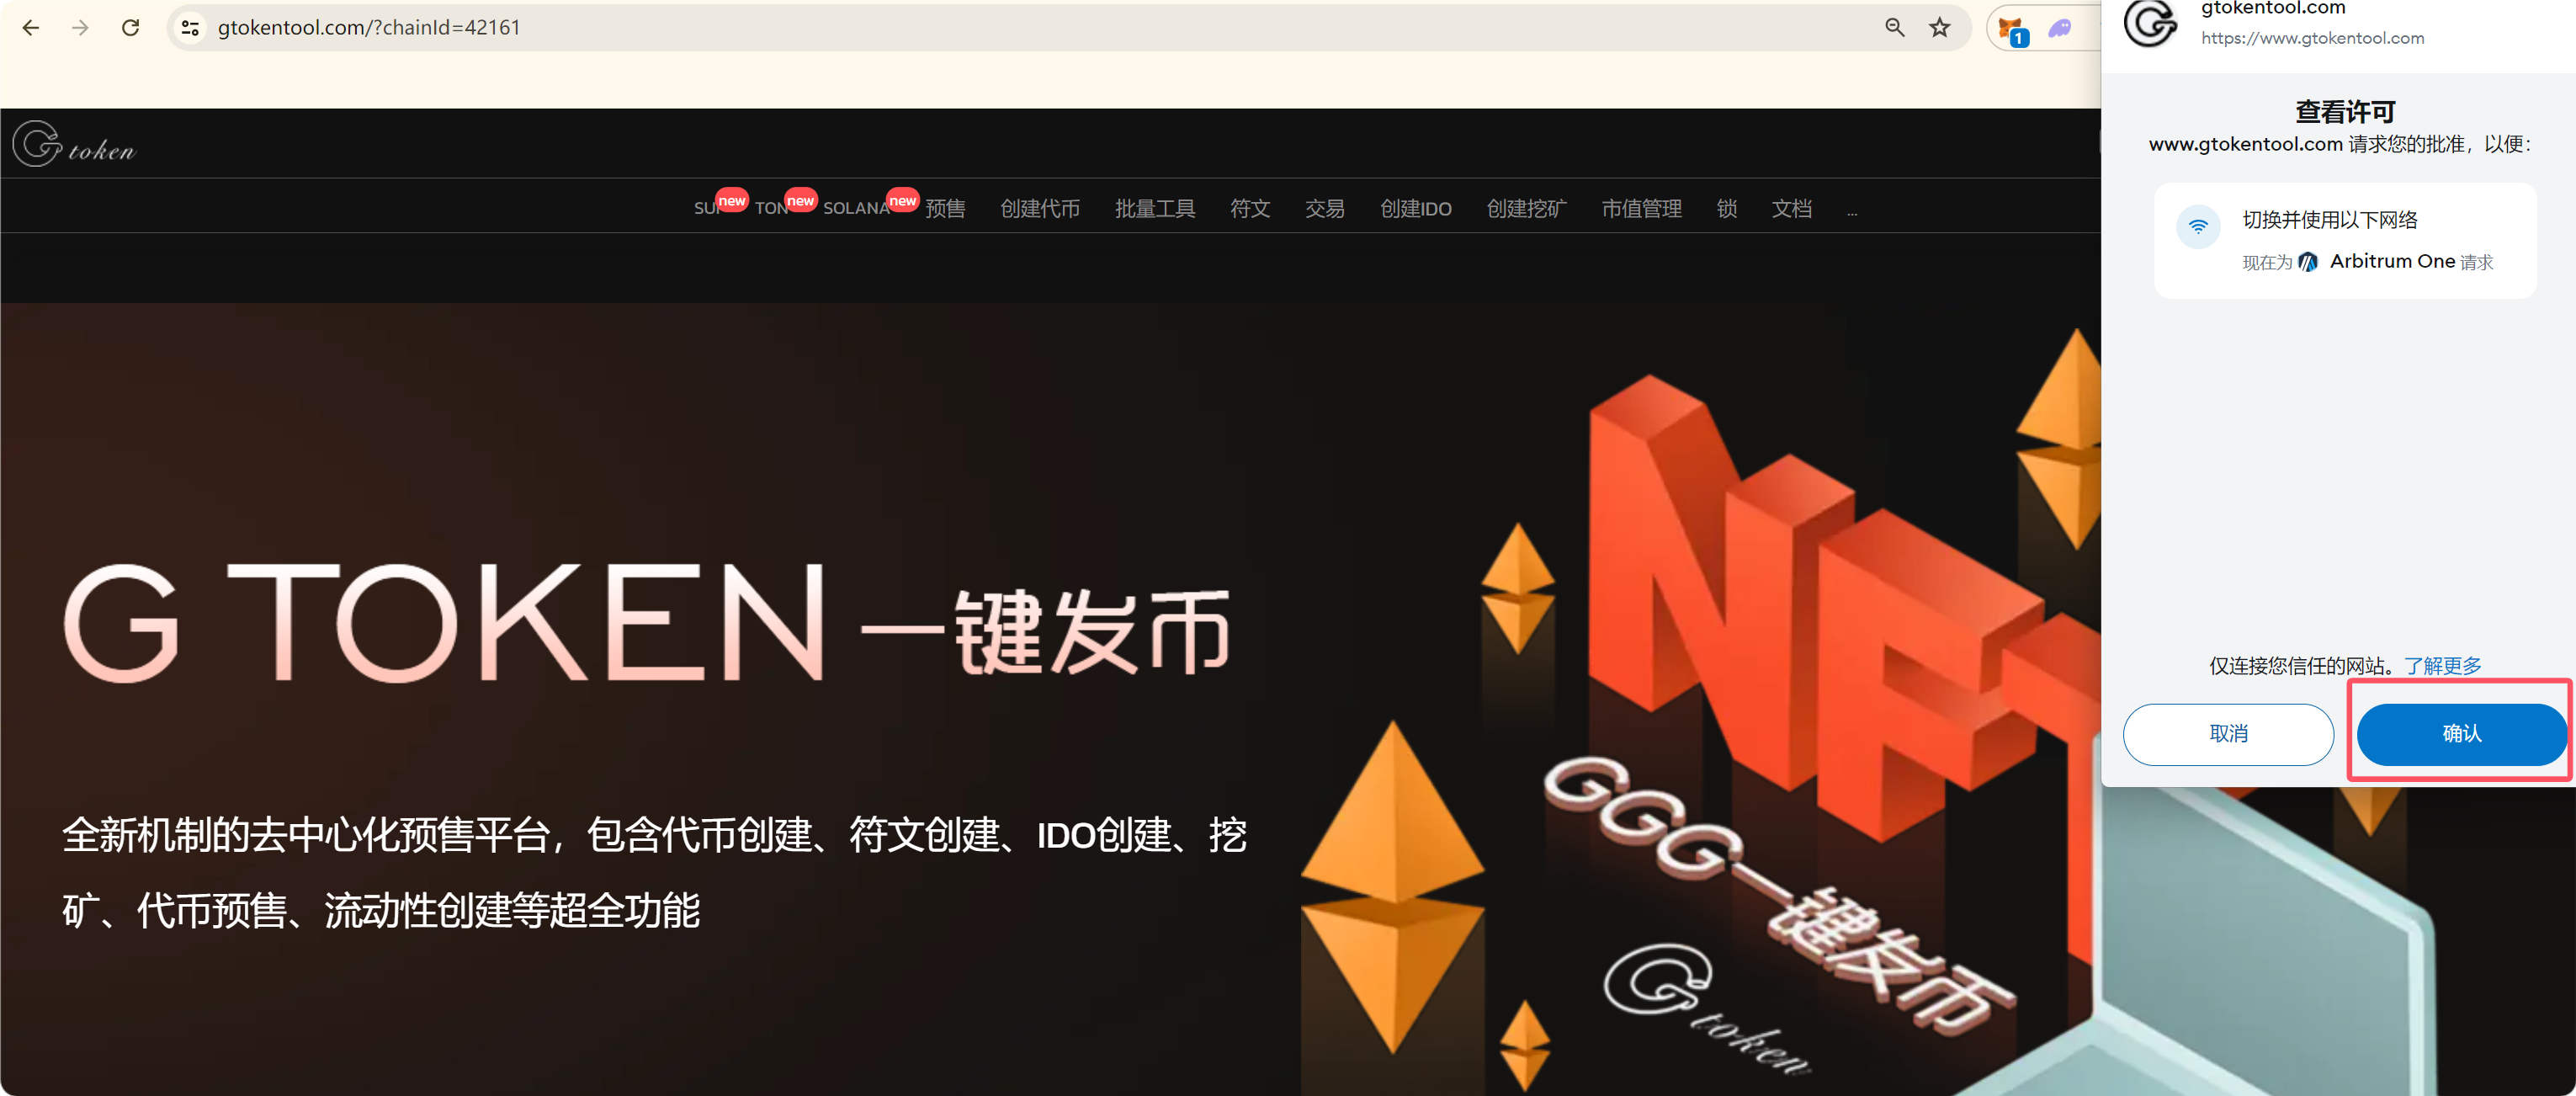 gtokentool.com/?chainId=42161
1
gtokentool.com
https://www.gtokentool.com
G token
SU new TON new SOLANA new 预售 创建代币 批量工具 符文 交易 创建IDO 创建挖矿 市值管理 锁 文档 ...
查看许可
www.gtokentool.com 请求您的批准，以便：
切换并使用以下网络
现在为 Arbitrum One 请求
仅连接您信任的网站。了解更多
取消 确认
G TOKEN 一键发币
全新机制的去中心化预售平台，包含代币创建、符文创建、IDO创建、挖
矿、代币预售、流动性创建等超全功能
NFT
GGG一键发币
G token